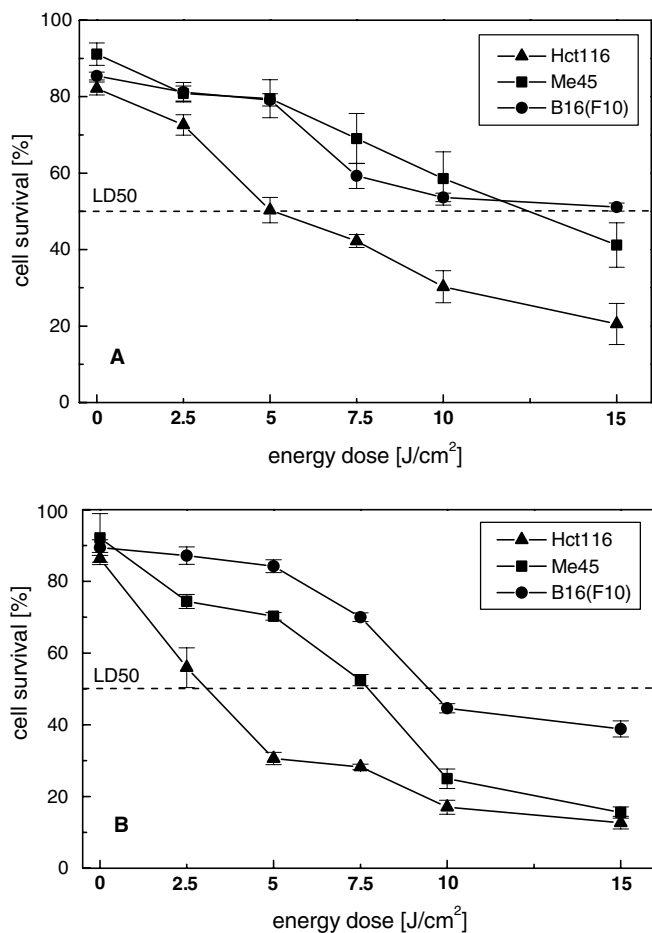 100
80
60
40
20
0
cell survival [%]
Hct116
Me45
B16(F10)
LD50
A
0 2.5 5 7.5 10 15
energy dose [J/cm²]
100
80
60
40
20
0
cell survival [%]
Hct116
Me45
B16(F10)
LD50
B
0 2.5 5 7.5 10 15
energy dose [J/cm²]